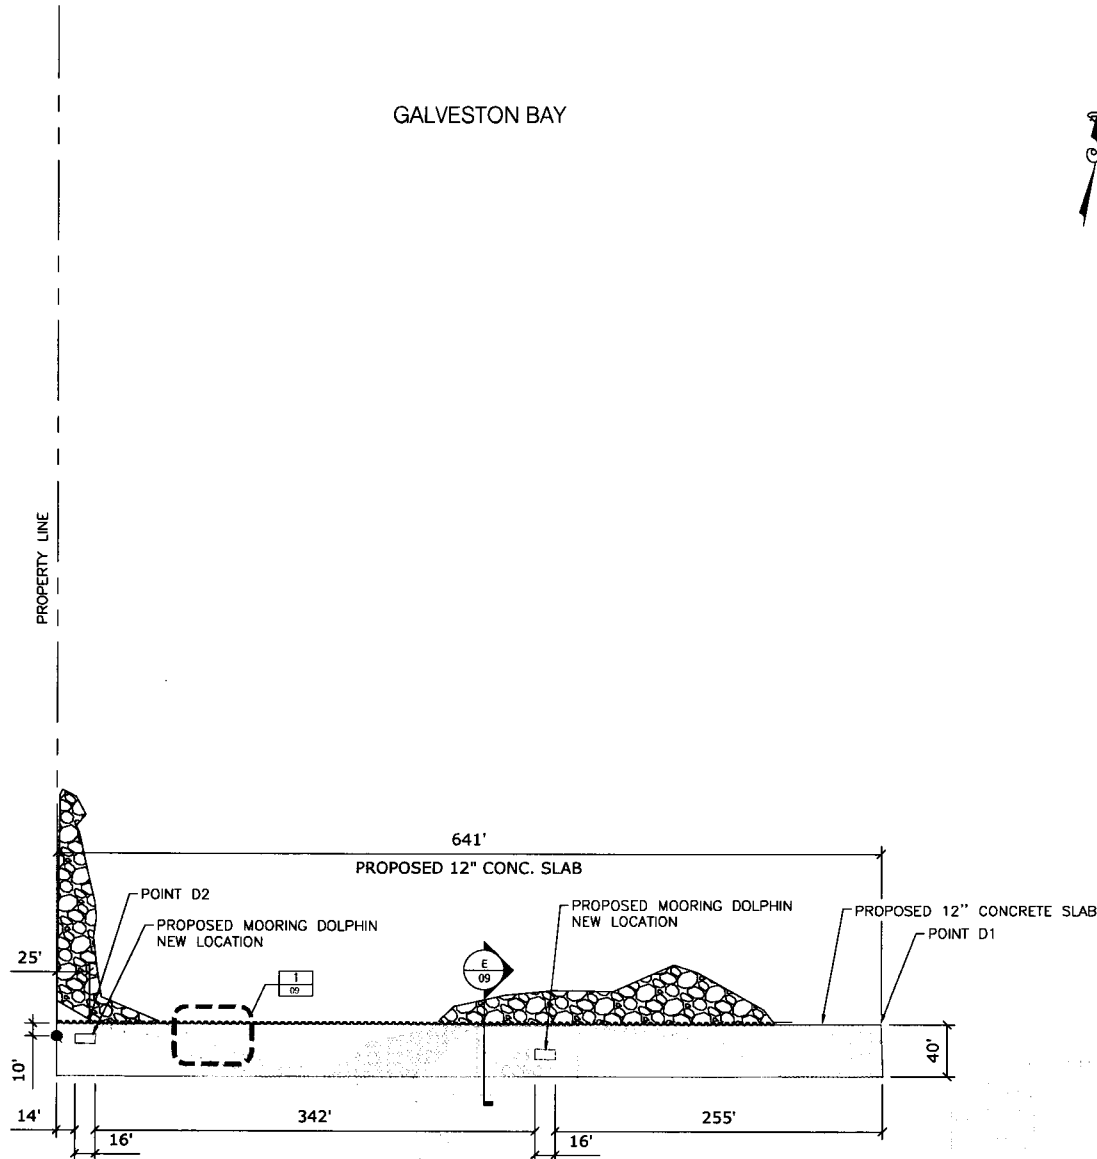 GALVESTON BAY
PROPERTY LINE
641'
PROPOSED 12" CONC. SLAB
POINT D2
PROPOSED MOORING DOLPHIN
NEW LOCATION
PROPOSED MOORING DOLPHIN
NEW LOCATION
PROPOSED 12" CONCRETE SLAB
POINT D1
25'
1
09
E
09
10'
40'
14'
342'
255'
16'
16'